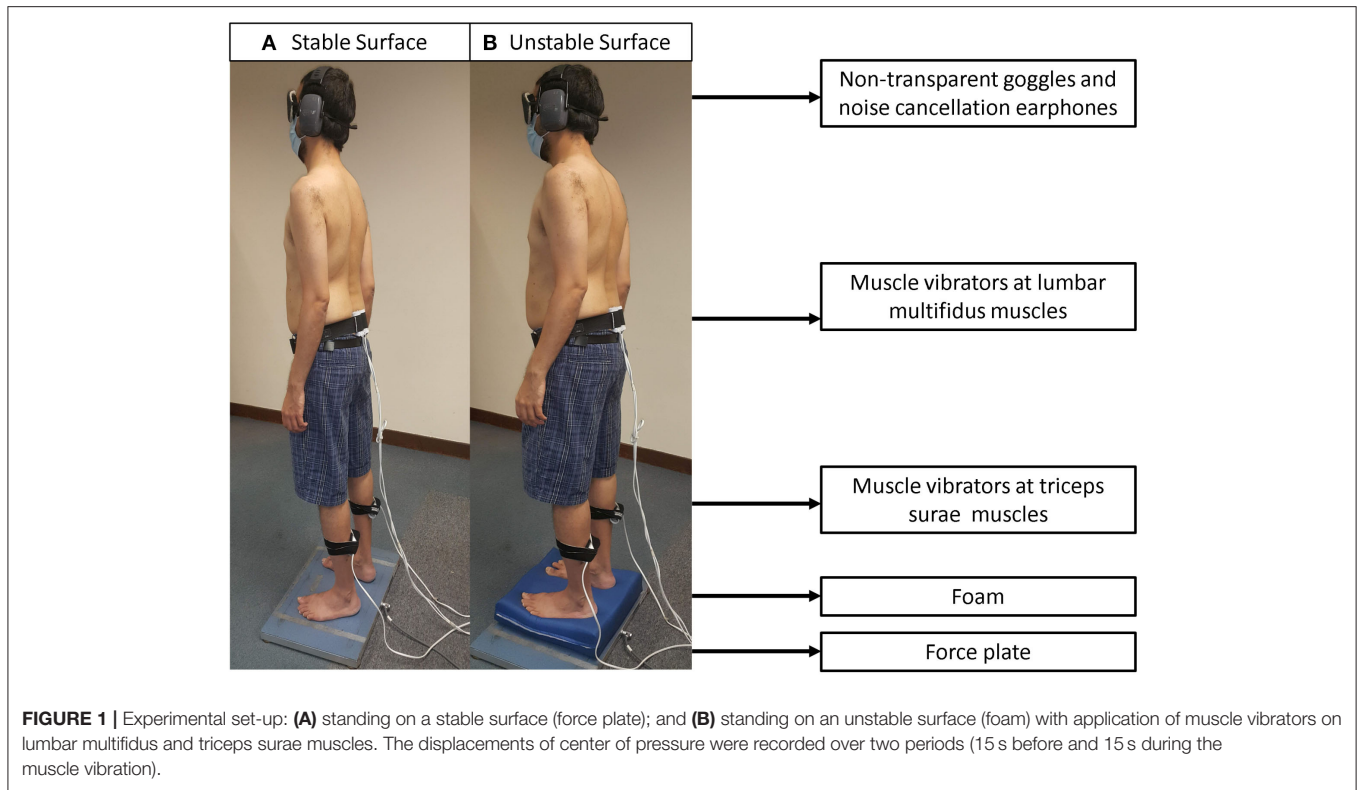 A Stable Surface
B Unstable Surface
Non-transparent goggles and
noise cancellation earphones
Muscle vibrators at lumbar
multifidus muscles
Muscle vibrators at triceps
surae muscles
Foam
Force plate
FIGURE 1 | Experimental set-up: (A) standing on a stable surface (force plate); and (B) standing on an unstable surface (foam) with application of muscle vibrators on
lumbar multifidus and triceps surae muscles. The displacements of center of pressure were recorded over two periods (15 s before and 15 s during the
muscle vibration).